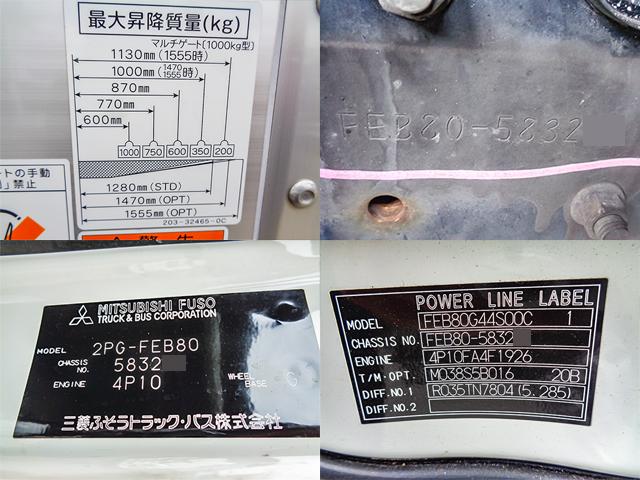 最大昇降質量(kg)
マルチゲート[1000kg型]
1130mm(1555時)
1000mm(1470 1555時)
870mm
770mm
600mm
1000 750 600 350 200
1280mm(STD)
1470mm(OPT)
1555mm(OPT)
203-32465-0C
ートの手動
禁止
警告
FEB80-5832
MITSUBISHI FUSO
TRUCK & BUS CORPORATION
MODEL 2PG-FEB80
CHASSIS NO. 5832
ENGINE 4P10
WHEEL BASE
三菱ふそうトラック・バス株式会社
POWER LINE LABEL
MODEL FEB80G44S00C 1
CHASSIS NO. FEB80-5832
ENGINE 4P10FA4F1926
T/M・OPT. M038S5B016 20B
DIFF.NO.1 R035TN7804(5.285)
DIFF.NO.2